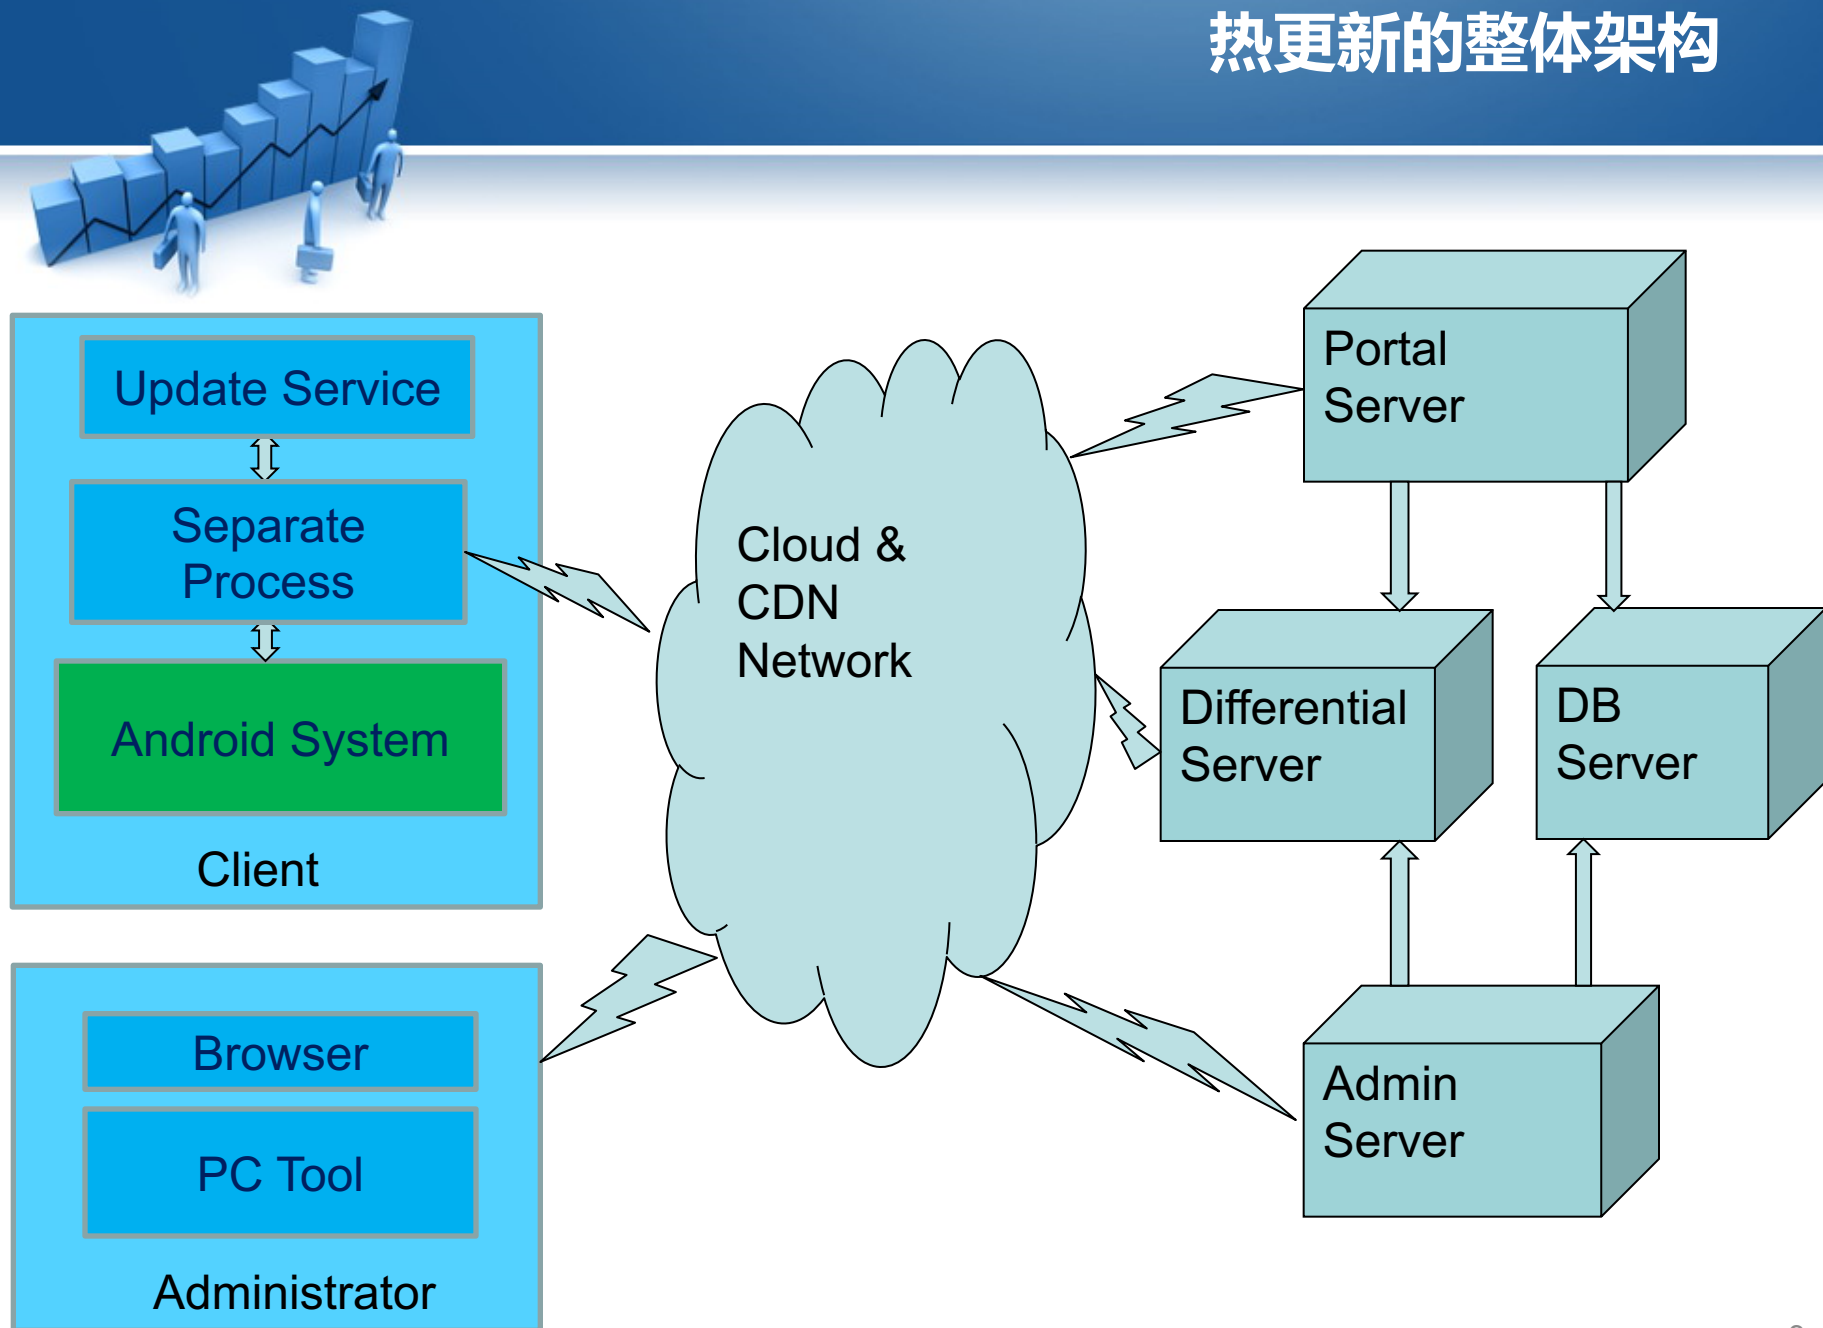 热更新的整体架构
Update Service
Separate
Process
Android System
Client
Browser
PC Tool
Administrator
Cloud &
CDN
Network
Portal
Server
Differential
Server
DB
Server
Admin
Server